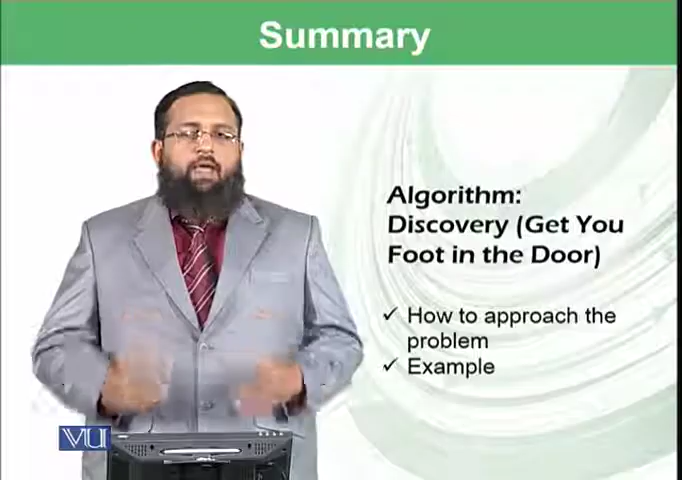 Summary
Algorithm:
Discovery (Get You
Foot in the Door)
✓ How to approach the
problem
✓ Example
VU